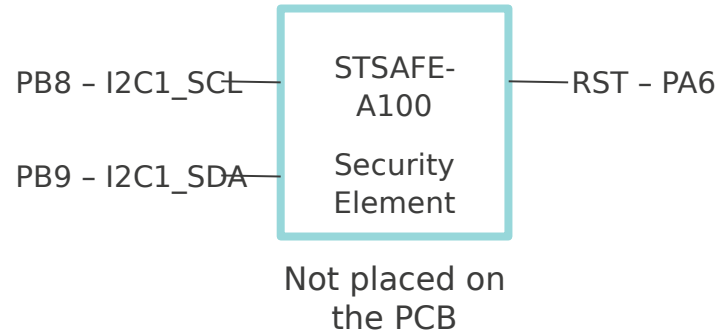 PB8 – I2C1_SCL
PB9 – I2C1_SDA
STSAFE-
A100
Security
Element
RST – PA6
Not placed on
the PCB